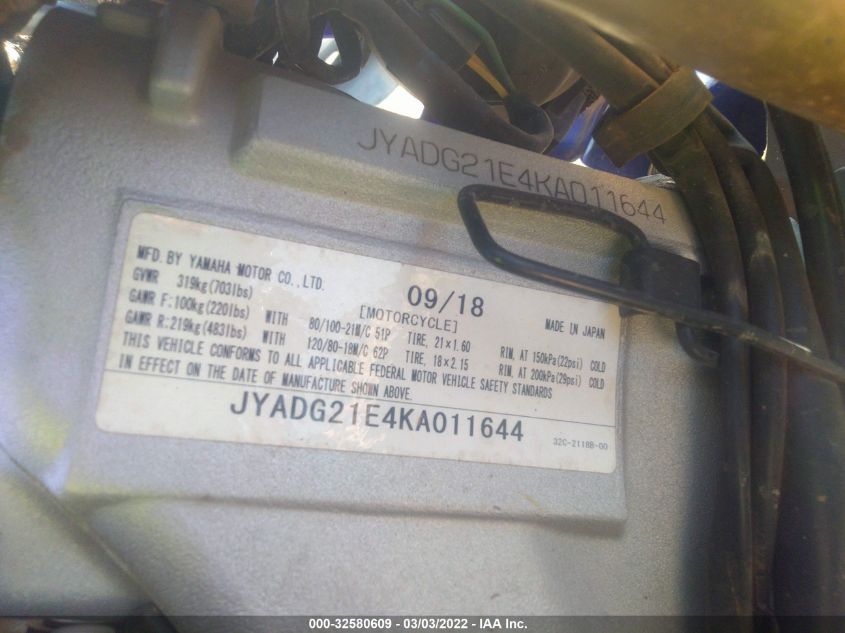 JYADG21E4KA011644
MFD. BY YAMAHA MOTOR CO., LTD.
09/18
MADE IN JAPAN
GVWR 319kg(703lbs)
[MOTORCYCLE]
GAWR F:100kg(220lbs) WITH 80/100-21M/C 51P TIRE, 21×1.60 RIM, AT 150kPa(22psi) COLD
GAWR R:219kg(483lbs) WITH 120/80-18M/C 62P TIRE, 18×2.15 RIM, AT 200kPa(29psi) COLD
THIS VEHICLE CONFORMS TO ALL APPLICABLE FEDERAL MOTOR VEHICLE SAFETY STANDARDS
IN EFFECT ON THE DATE OF MANUFACTURE SHOWN ABOVE.
JYADG21E4KA011644
32C-2118B-00
000-32580609 - 03/03/2022 - IAA Inc.